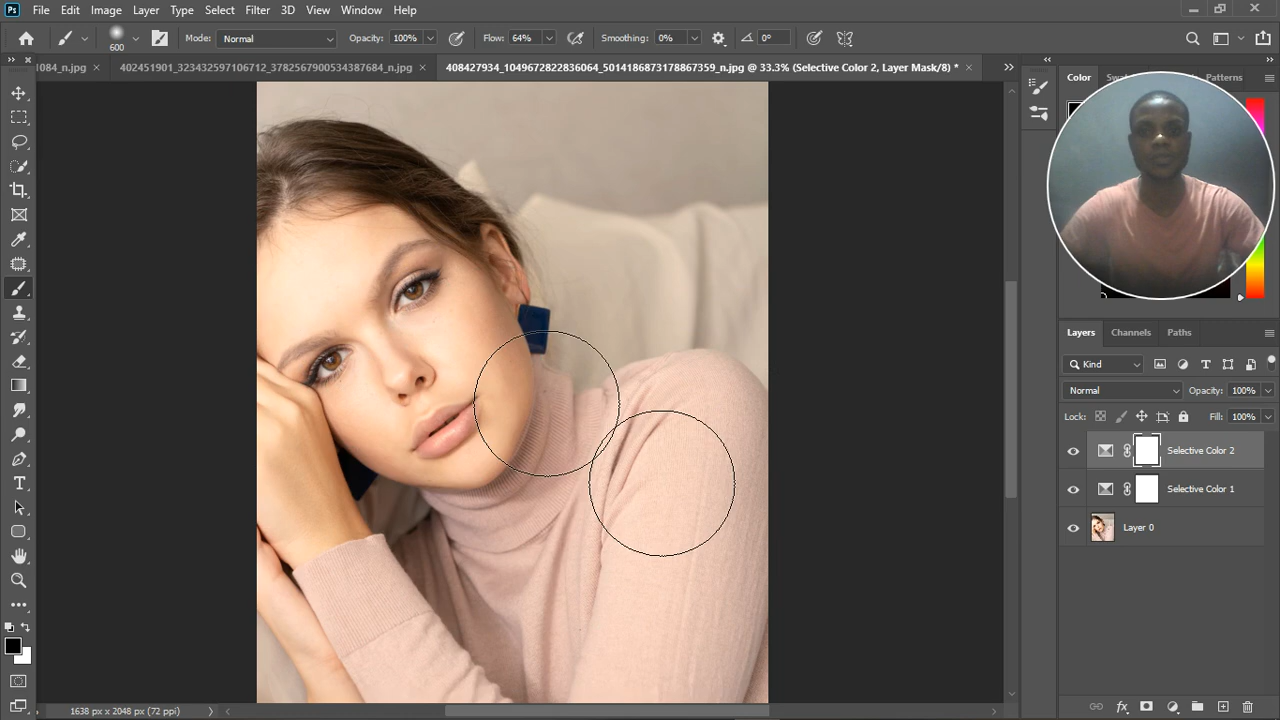 Ps File Edit Image Layer Type Select Filter 3D View Window Help
600 Mode: Normal Opacity: 100% Flow: 64% Smoothing: 0% 0°
1084_n.jpg × 402451901_323432597106712_3782567900534387684_n.jpg × 408427934_1049672822836064_5014186873178867359_n.jpg @ 33.3% (Selective Color 2, Layer Mask/8) * ×
Color Patterns
Layers Channels Paths
Kind
Normal Opacity: 100%
Lock: Fill: 100%
Selective Color 2
Selective Color 1
Layer 0
1638 px x 2048 px (72 ppi)